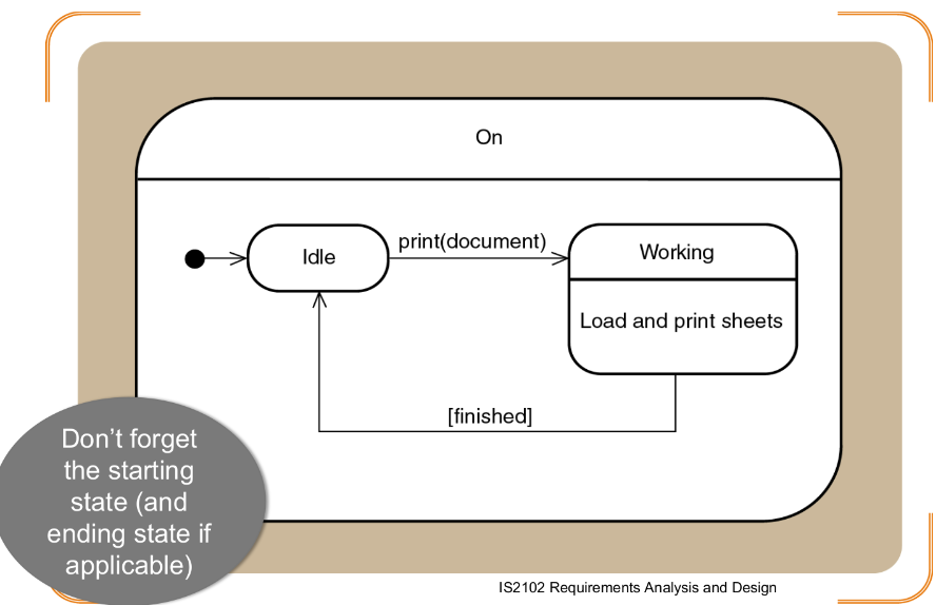 On
Idle
print(document)
Working
Load and print sheets
[finished]
Don’t forget
the starting
state (and
ending state if
applicable)
IS2102 Requirements Analysis and Design